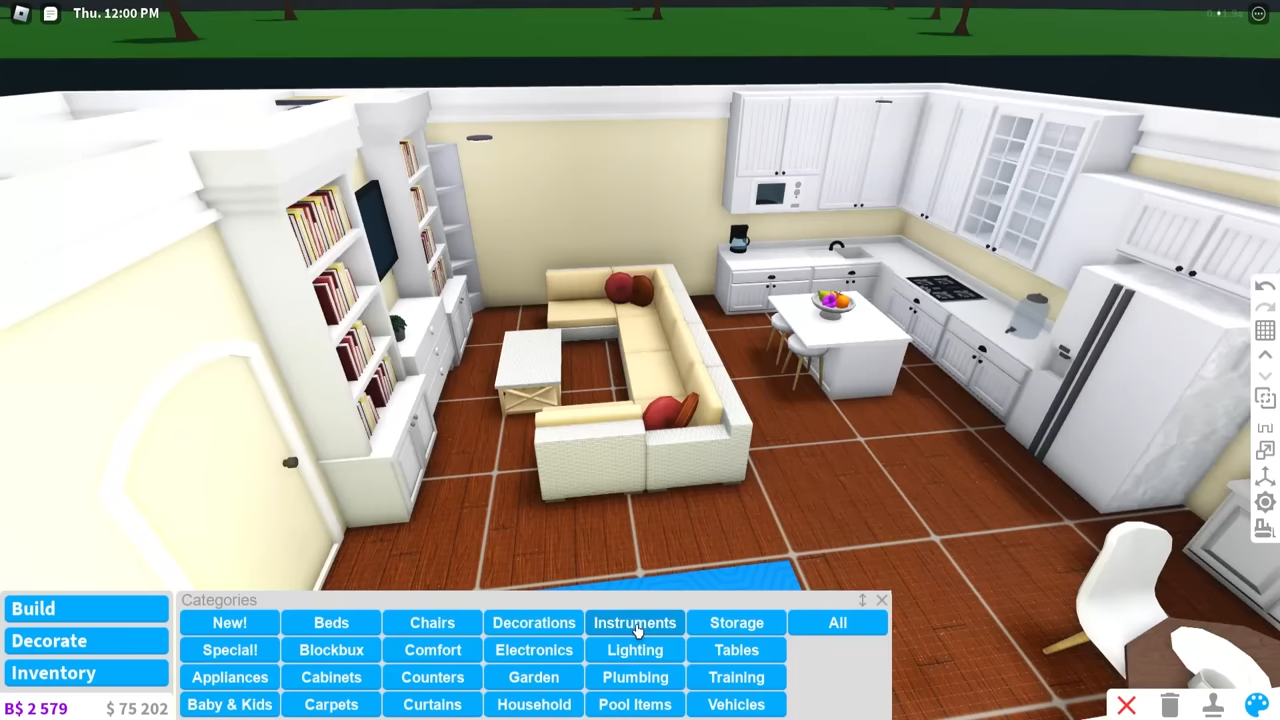 Thu. 12:00 PM
Categories
Build
Decorate
Inventory
B$ 2 579
$ 75 202
New! Beds Chairs Decorations Instruments Storage All
Special! Blockbux Comfort Electronics Lighting Tables
Appliances Cabinets Counters Garden Plumbing Training
Baby & Kids Carpets Curtains Household Pool Items Vehicles